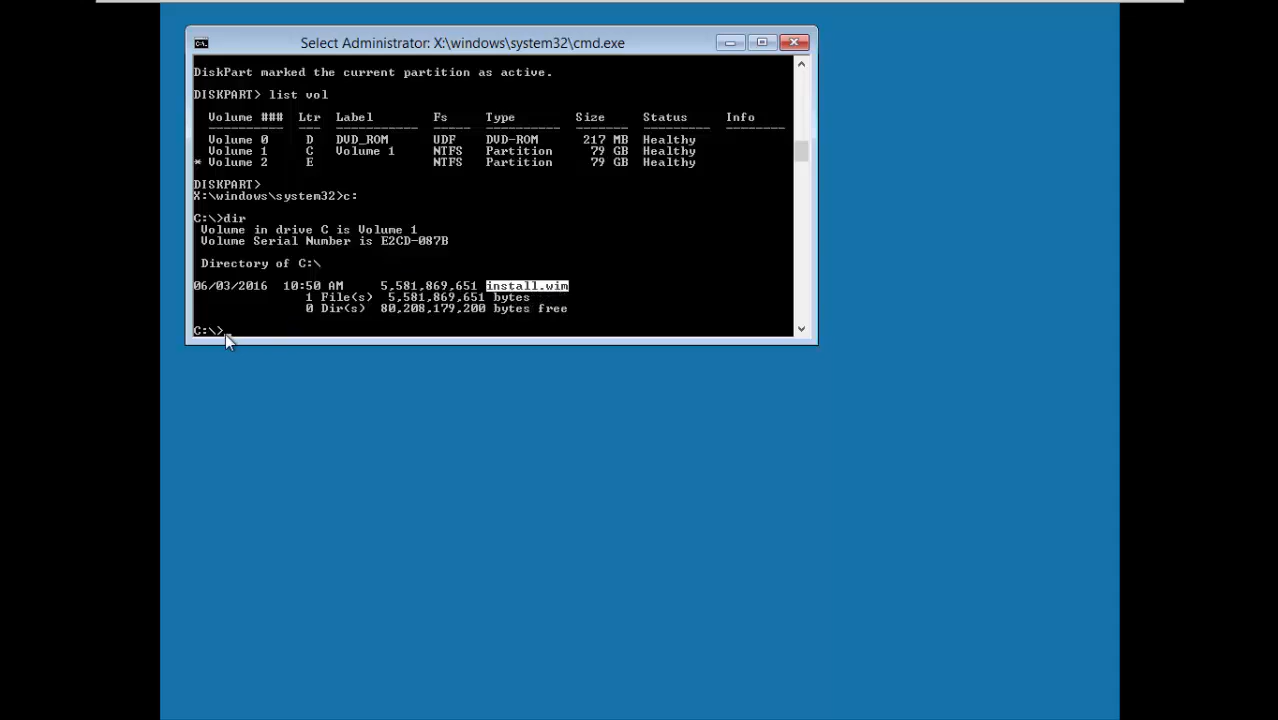 Select Administrator: X:\windows\system32\cmd.exe
DiskPart marked the current partition as active.
DISKPART> list vol
Volume ### Ltr Label Fs Type Size Status Info
---------- --- ----------- ----- ---------- ------- --------- --------
Volume 0 D DVD_ROM UDF DVD-ROM 217 MB Healthy
Volume 1 C Volume 1 NTFS Partition 79 GB Healthy
* Volume 2 E NTFS Partition 79 GB Healthy
DISKPART>
X:\windows\system32>c:
C:\>dir
Volume in drive C is Volume 1
Volume Serial Number is E2CD-087B
Directory of C:\
06/03/2016 10:50 AM 5,581,869,651 install.wim
1 File(s) 5,581,869,651 bytes
0 Dir(s) 80,208,179,200 bytes free
C:\>_